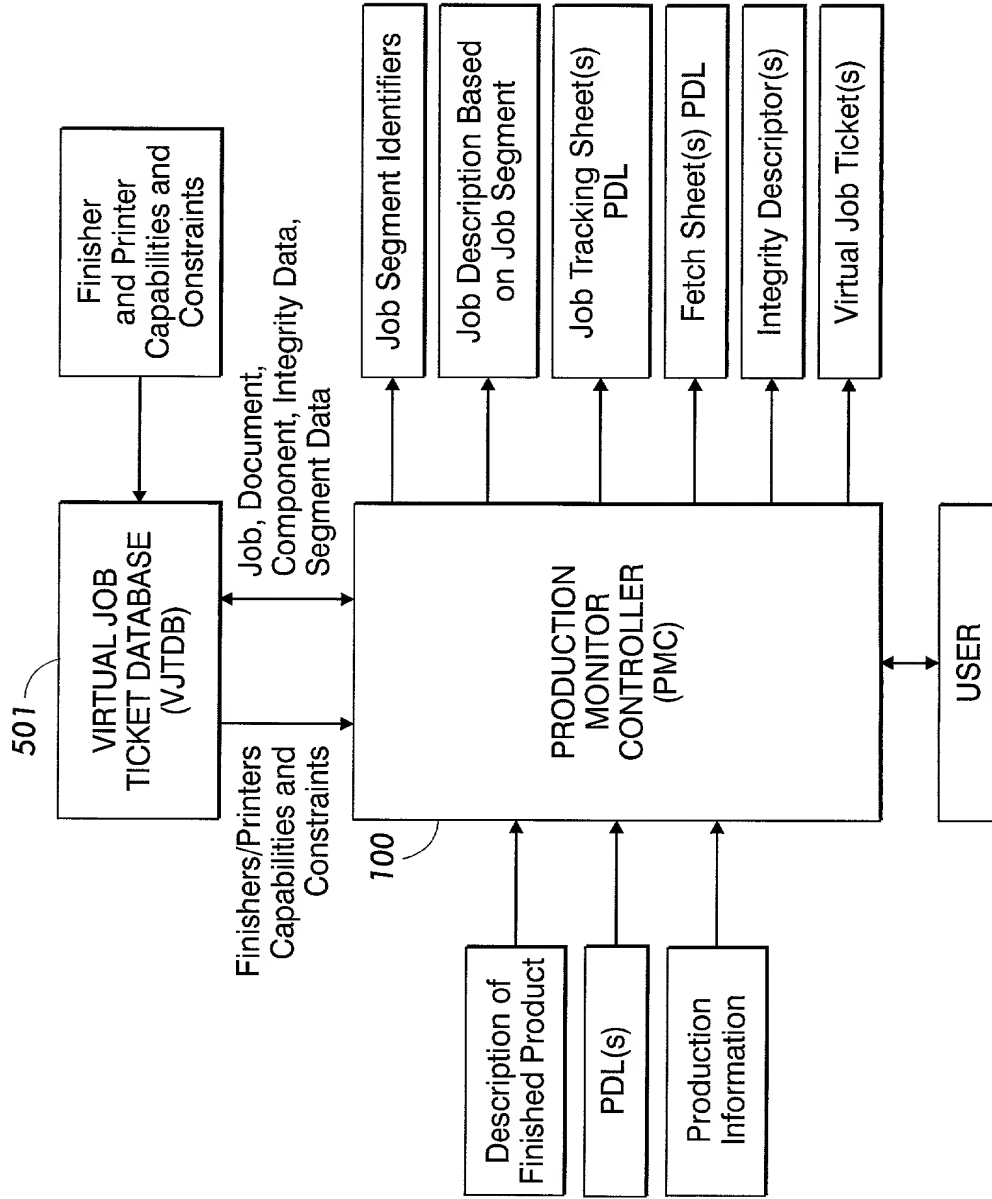 501
VIRTUAL JOB
TICKET DATABASE
(VJTDB)
Finisher
and Printer
Capabilities and
Constraints
Finishers/Printers
Capabilities and
Constraints
Job, Document,
Component, Integrity Data,
Segment Data
100
Description of
Finished Product
PDL(s)
Production
Information
PRODUCTION
MONITOR
CONTROLLER
(PMC)
Job Segment Identifiers
Job Description Based
on Job Segment
Job Tracking Sheet(s)
PDL
Fetch Sheet(s) PDL
Integrity Descriptor(s)
Virtual Job Ticket(s)
USER